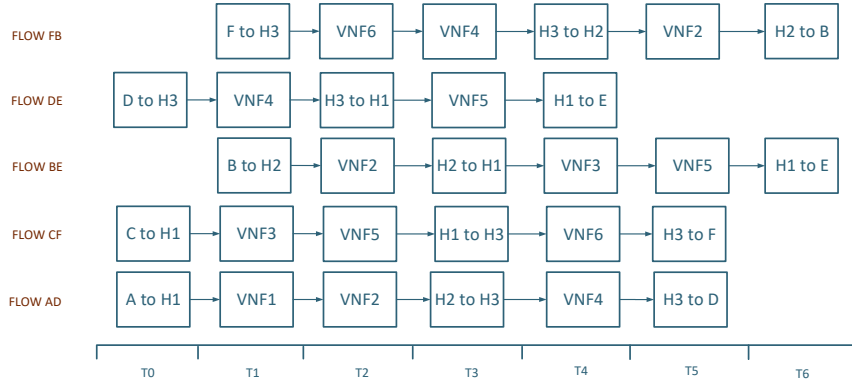 FLOW FB F to H3 VNF6 VNF4 H3 to H2 VNF2 H2 to B
FLOW DE D to H3 VNF4 H3 to H1 VNF5 H1 to E
FLOW BE B to H2 VNF2 H2 to H1 VNF3 VNF5 H1 to E
FLOW CF C to H1 VNF3 VNF5 H1 to H3 VNF6 H3 to F
FLOW AD A to H1 VNF1 VNF2 H2 to H3 VNF4 H3 to D
T0 T1 T2 T3 T4 T5 T6